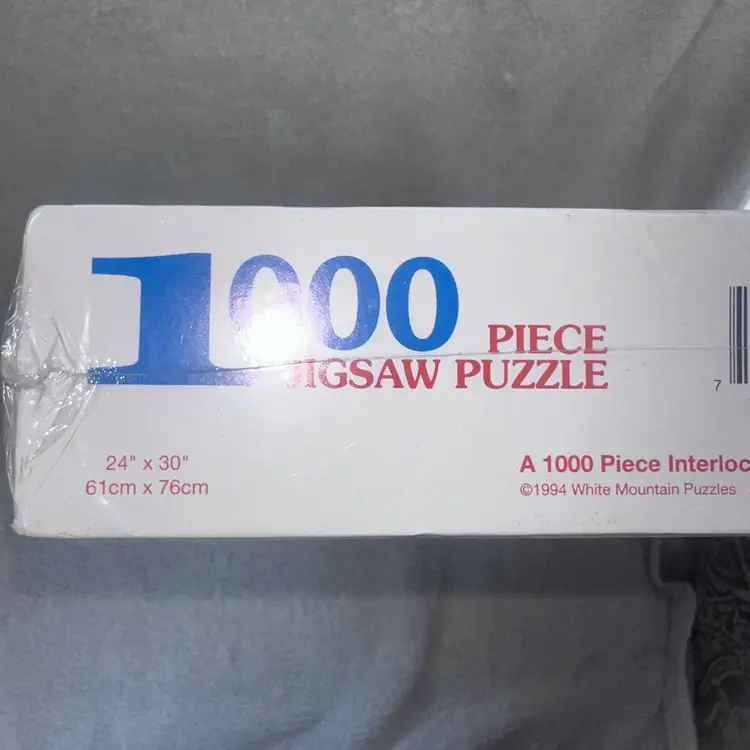 1000 PIECE
JIGSAW PUZZLE
24" x 30"
61cm x 76cm
A 1000 Piece Interloc
©1994 White Mountain Puzzles
7